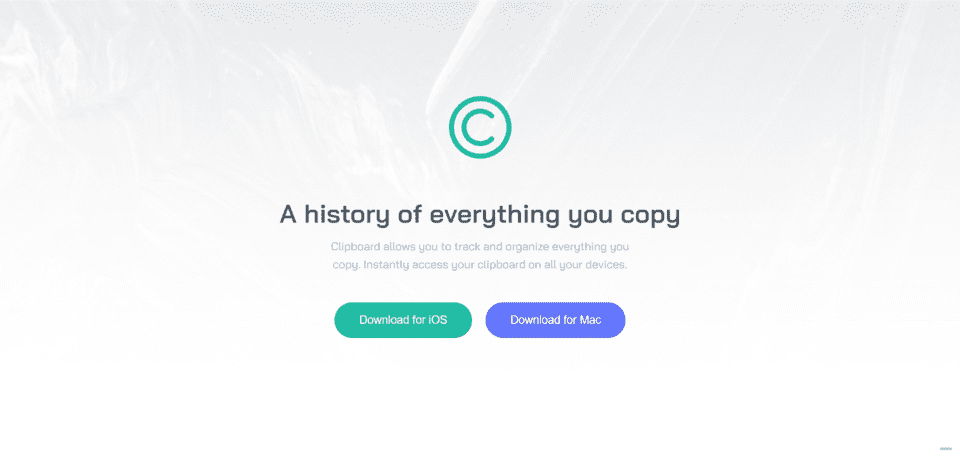 A history of everything you copy
Clipboard allows you to track and organize everything you
copy. Instantly access your clipboard on all your devices.
Download for iOS
Download for Mac